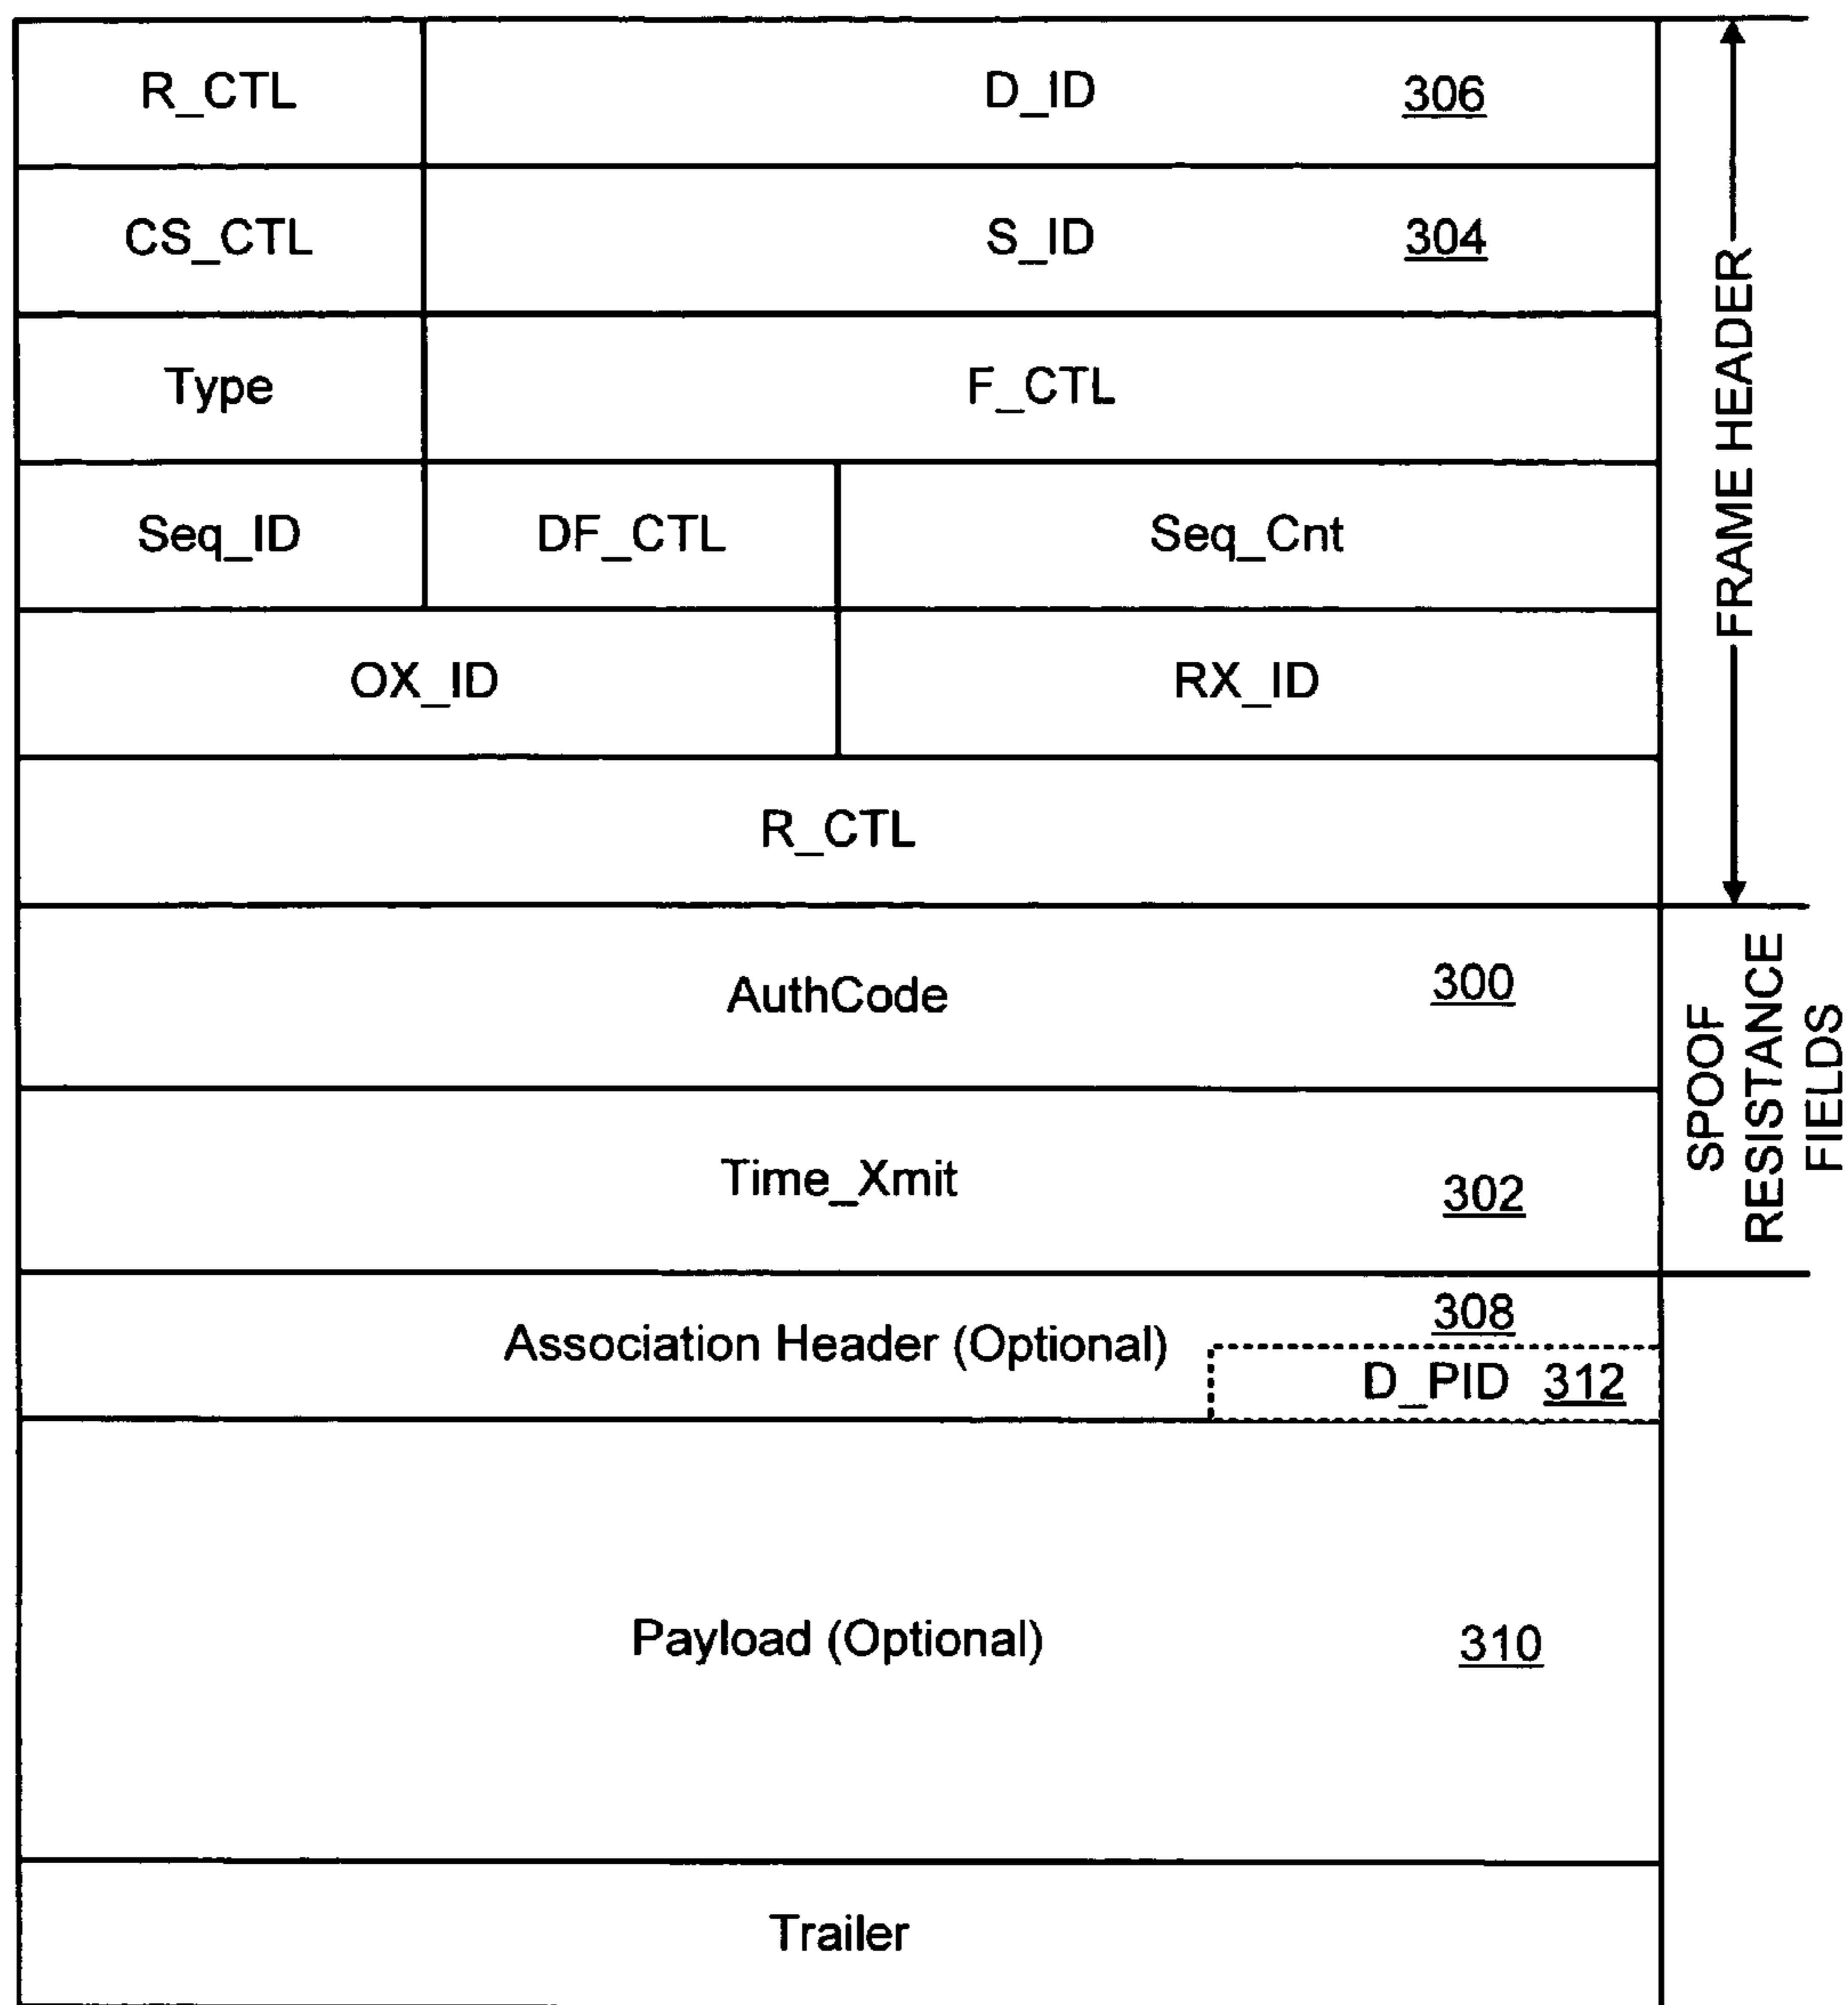 R_CTL D_ID 306
CS_CTL S_ID 304
Type F_CTL
Seq_ID DF_CTL Seq_Cnt
OX_ID RX_ID
R_CTL
FRAME HEADER
AuthCode 300
Time_Xmit 302
SPOOF
RESISTANCE
FIELDS
Association Header (Optional) 308
D_PID 312
Payload (Optional) 310
Trailer